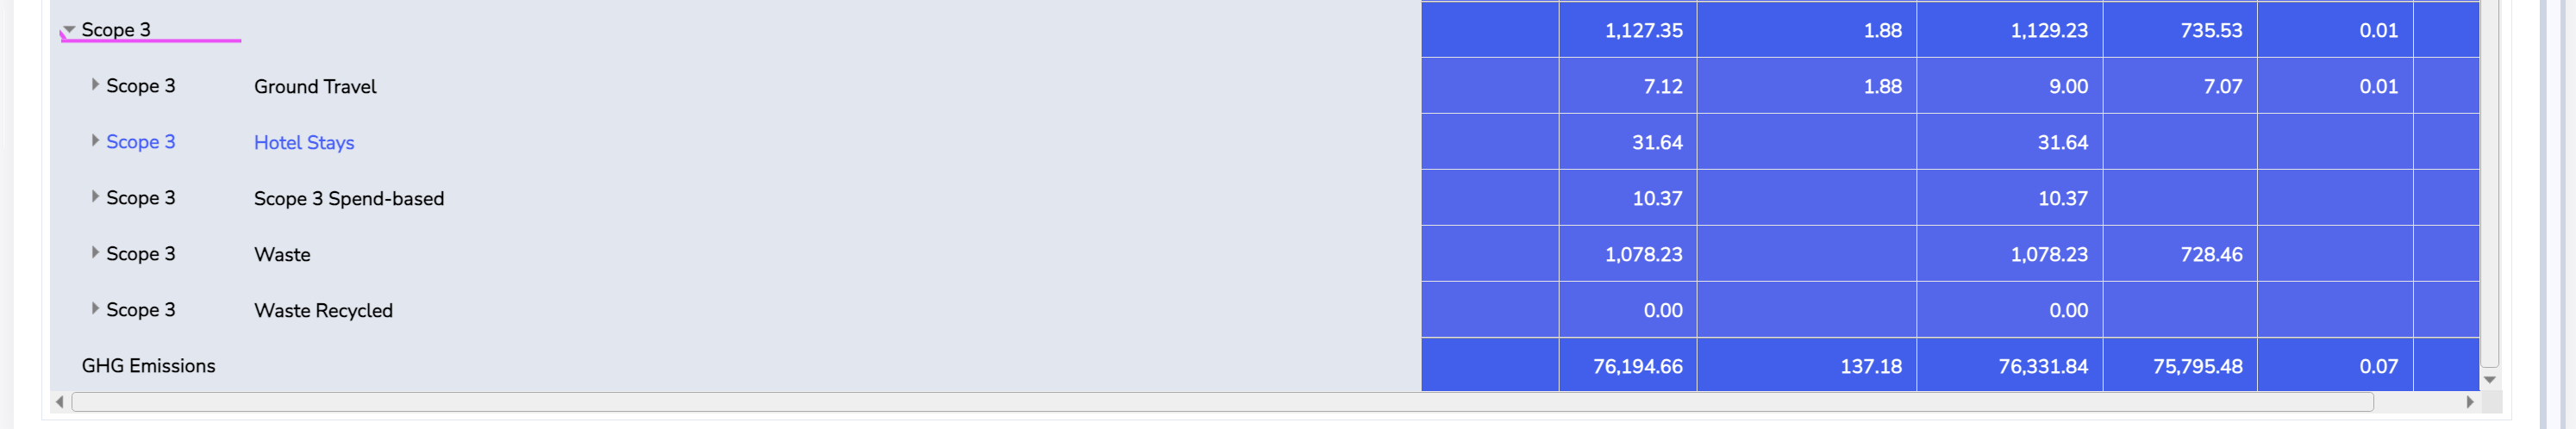 Scope 3 1,127.35 1.88 1,129.23 735.53 0.01
Scope 3 Ground Travel 7.12 1.88 9.00 7.07 0.01
Scope 3 Hotel Stays 31.64 31.64
Scope 3 Scope 3 Spend-based 10.37 10.37
Scope 3 Waste 1,078.23 1,078.23 728.46
Scope 3 Waste Recycled 0.00 0.00
GHG Emissions 76,194.66 137.18 76,331.84 75,795.48 0.07